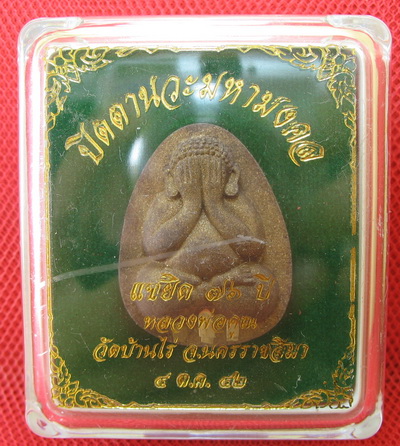 ปิดตานวะมหามงคล
แซยิด ๗๖ ปี
หลวงพ่อคูณ
วัดบ้านไร่ จ.นครราชสีมา
๔ ต.ค. ๔๒